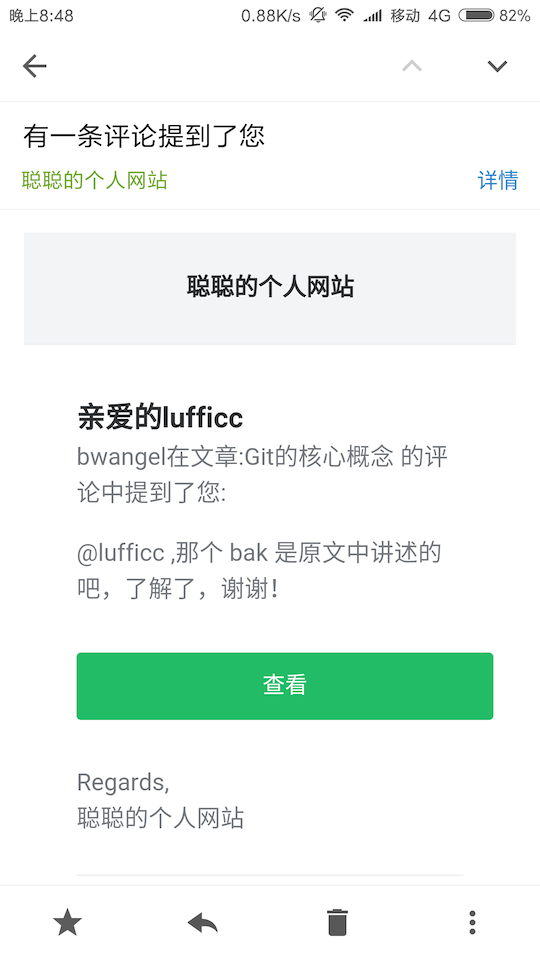 晚上8:48 0.88K/s 移动 4G 82%
有一条评论提到了您
聪聪的个人网站 详情
聪聪的个人网站
亲爱的lufficc
bwangel在文章:Git的核心概念 的评
论中提到了您:
@lufficc ,那个 bak 是原文中讲述的
吧，了解了，谢谢！
查看
Regards,
聪聪的个人网站